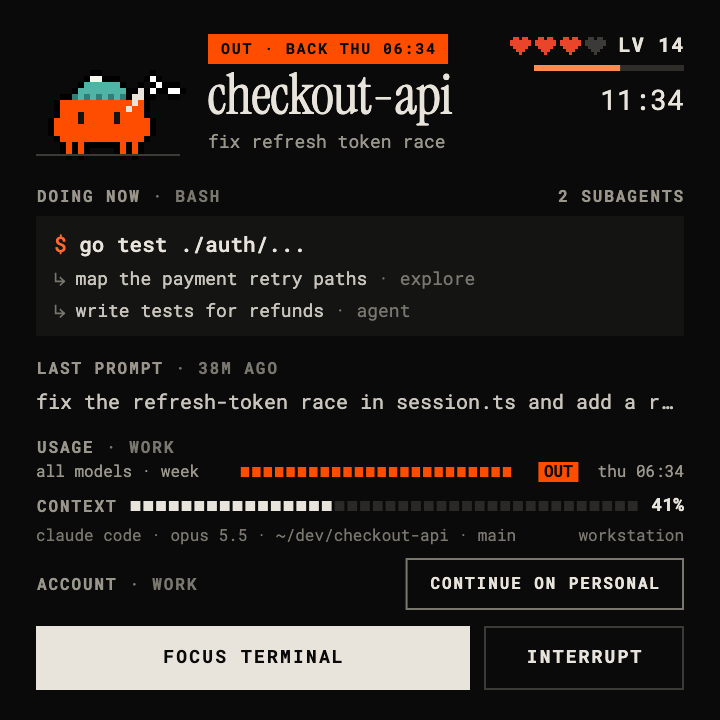 OUT · BACK THU 06:34
LV 14
checkout-api
11:34
fix refresh token race
DOING NOW · BASH
2 SUBAGENTS
$ go test ./auth/...
↳ map the payment retry paths · explore
↳ write tests for refunds · agent
LAST PROMPT · 38M AGO
fix the refresh-token race in session.ts and add a r…
USAGE · WORK
all models · week
OUT
thu 06:34
CONTEXT
41%
claude code · opus 5.5 · ~/dev/checkout-api · main
workstation
ACCOUNT · WORK
CONTINUE ON PERSONAL
FOCUS TERMINAL
INTERRUPT